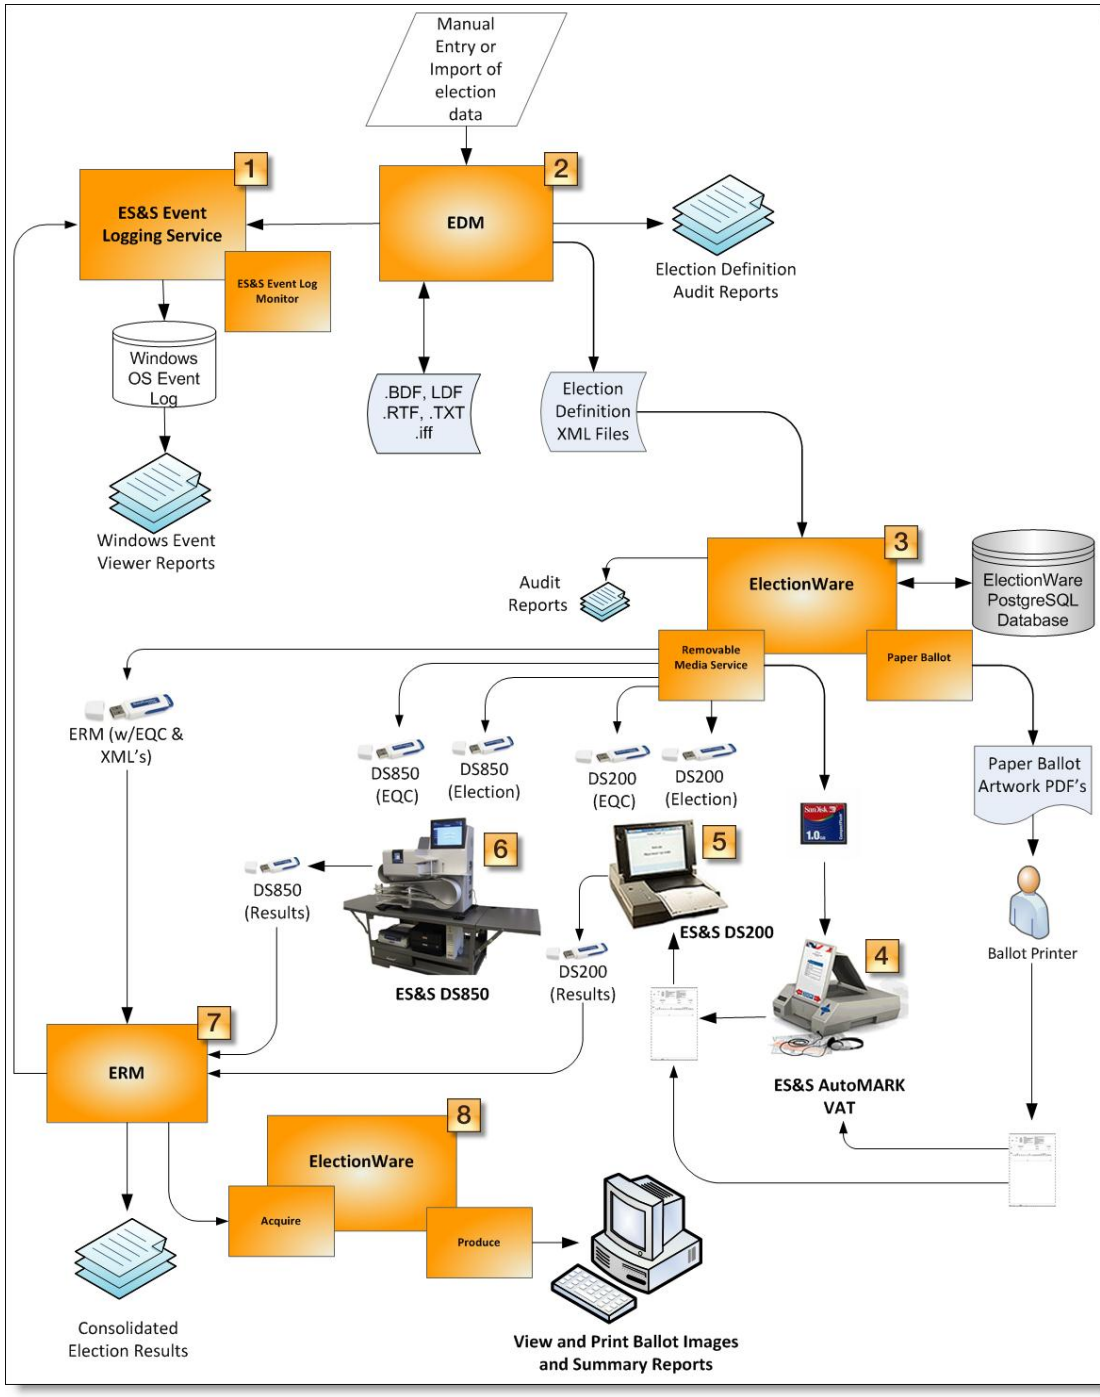 Manual
Entry or
Import of
election
data
1
ES&S Event
Logging Service
ES&S Event Log
Monitor
2
EDM
Election Definition
Audit Reports
Windows
OS Event
Log
.BDF, LDF
.RTF, .TXT
.iff
Election
Definition
XML Files
Windows Event
Viewer Reports
3
ElectionWare
Audit
Reports
ElectionWare
PostgreSQL
Database
Removable
Media Service
Paper Ballot
ERM (w/EQC &
XML's)
DS850
(EQC)
DS850
(Election)
DS200
(EQC)
DS200
(Election)
Paper Ballot
Artwork PDF's
SanDisk
1.0
6
5
DS850
(Results)
ES&S DS850
ES&S DS200
DS200
(Results)
4
Ballot Printer
ES&S AutoMARK
VAT
7
ERM
8
ElectionWare
Acquire
Produce
Consolidated
Election Results
View and Print Ballot Images
and Summary Reports